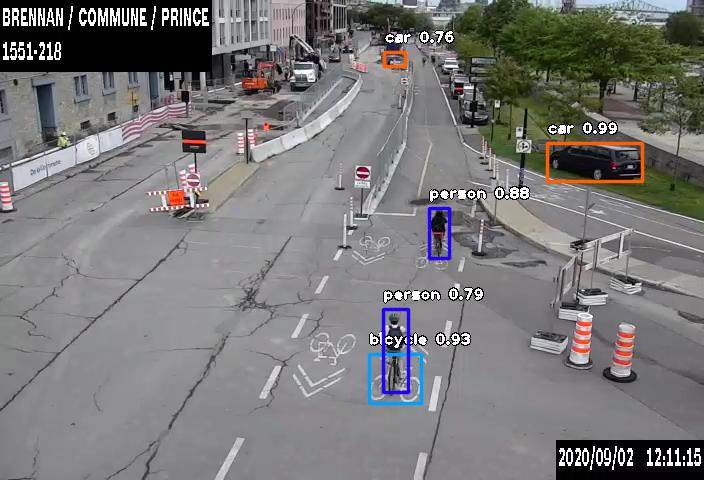 BRENNAN / COMMUNE / PRINCE
1551-218
car 0.76
car 0.99
person 0.88
person 0.79
bicycle 0.93
2020/09/02 12:11:15